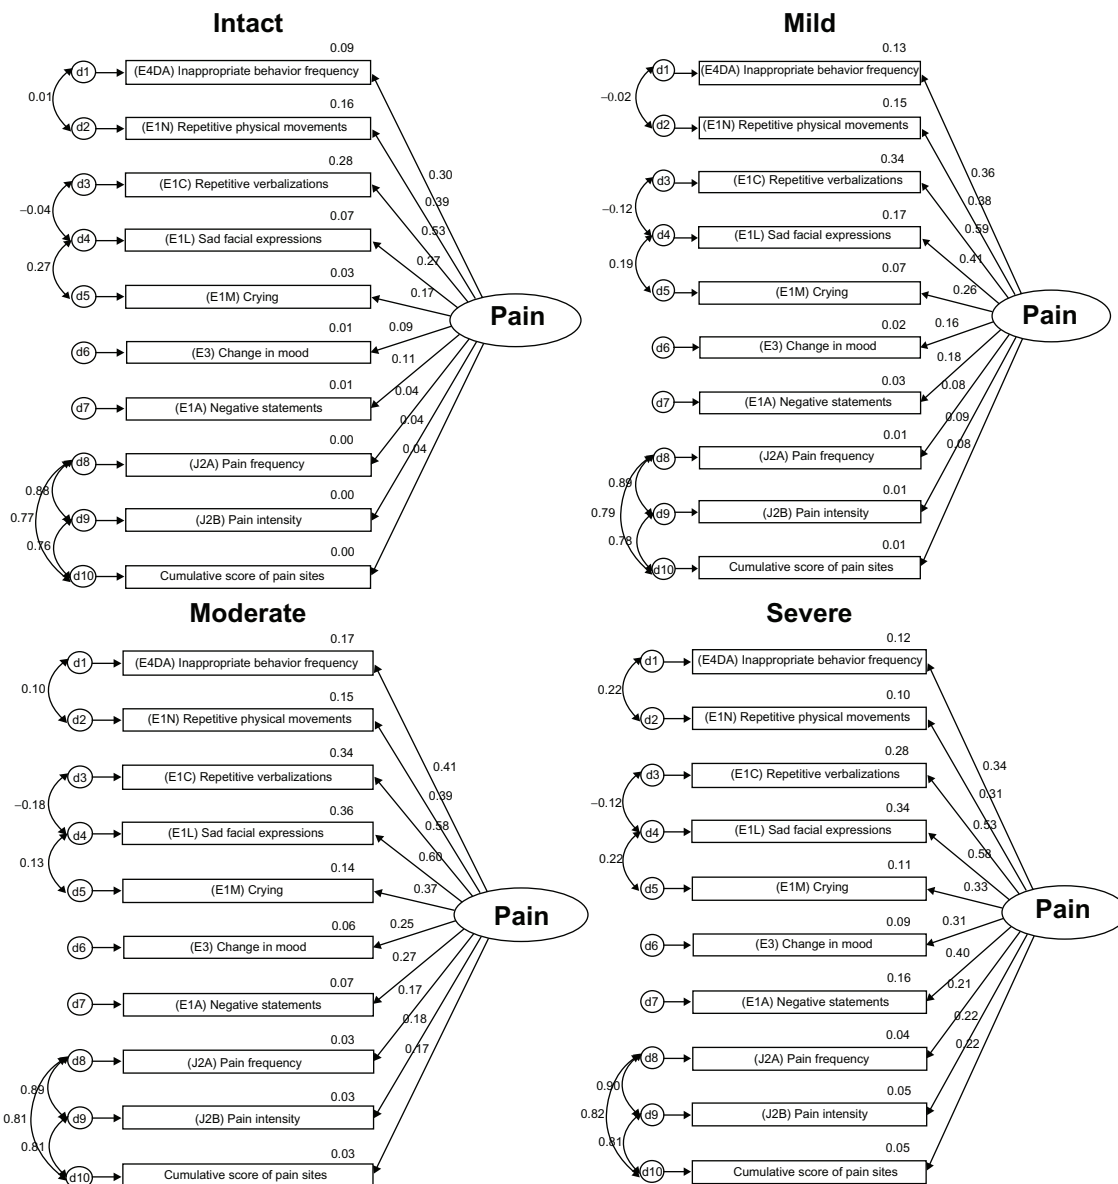 Intact
0.09
d1 (E4DA) Inappropriate behavior frequency
0.01
0.16
d2 (E1N) Repetitive physical movements
0.28
d3 (E1C) Repetitive verbalizations
−0.04
0.07
d4 (E1L) Sad facial expressions
0.27
0.03
d5 (E1M) Crying
0.01
d6 (E3) Change in mood
0.01
d7 (E1A) Negative statements
0.00
d8 (J2A) Pain frequency
0.88
0.77
0.00
d9 (J2B) Pain intensity
0.76
0.00
d10 Cumulative score of pain sites
0.30
0.39
0.53
0.27
0.17
0.09
0.11
0.04
0.04
0.04
Pain
Mild
0.13
d1 (E4DA) Inappropriate behavior frequency
−0.02
0.15
d2 (E1N) Repetitive physical movements
0.34
d3 (E1C) Repetitive verbalizations
−0.12
0.17
d4 (E1L) Sad facial expressions
0.19
0.07
d5 (E1M) Crying
0.02
d6 (E3) Change in mood
0.03
d7 (E1A) Negative statements
0.01
d8 (J2A) Pain frequency
0.89
0.79
0.01
d9 (J2B) Pain intensity
0.78
0.01
d10 Cumulative score of pain sites
0.36
0.38
0.59
0.41
0.26
0.16
0.18
0.08
0.09
0.08
Pain
Moderate
0.17
d1 (E4DA) Inappropriate behavior frequency
0.10
0.15
d2 (E1N) Repetitive physical movements
0.34
d3 (E1C) Repetitive verbalizations
−0.18
0.36
d4 (E1L) Sad facial expressions
0.13
0.14
d5 (E1M) Crying
0.06
d6 (E3) Change in mood
0.07
d7 (E1A) Negative statements
0.03
d8 (J2A) Pain frequency
0.89
0.81
0.03
d9 (J2B) Pain intensity
0.81
0.03
d10 Cumulative score of pain sites
0.41
0.39
0.58
0.60
0.37
0.25
0.27
0.17
0.18
0.17
Pain
Severe
0.12
d1 (E4DA) Inappropriate behavior frequency
0.22
0.10
d2 (E1N) Repetitive physical movements
0.28
d3 (E1C) Repetitive verbalizations
−0.12
0.34
d4 (E1L) Sad facial expressions
0.22
0.11
d5 (E1M) Crying
0.09
d6 (E3) Change in mood
0.16
d7 (E1A) Negative statements
0.04
d8 (J2A) Pain frequency
0.90
0.82
0.05
d9 (J2B) Pain intensity
0.81
0.05
d10 Cumulative score of pain sites
0.34
0.31
0.53
0.58
0.33
0.31
0.40
0.21
0.22
0.22
Pain